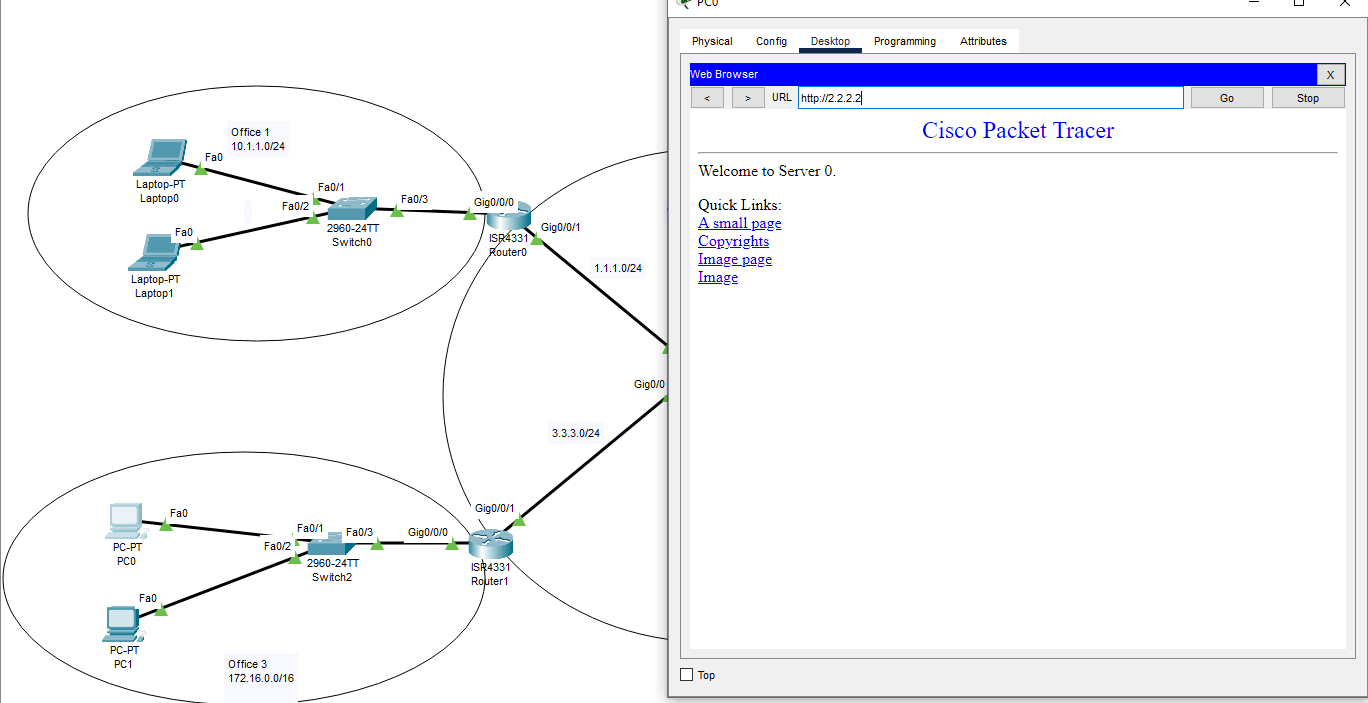 Office 1
10.1.1.0/24
Fa0
Laptop-PT
Laptop0
Fa0/1
Fa0/2
Fa0/3
2960-24TT
Switch0
Fa0
Laptop-PT
Laptop1
Gig0/0/0
Gig0/0/1
ISR4331
Router0
1.1.1.0/24
Gig0/0
3.3.3.0/24
Gig0/0/1
Fa0
PC-PT
PC0
Fa0/1
Fa0/2
Fa0/3
2960-24TT
Switch2
Gig0/0/0
ISR4331
Router1
Fa0
PC-PT
PC1
Office 3
172.16.0.0/16
PC0
Physical Config Desktop Programming Attributes
Web Browser X
< > URL http://2.2.2.2 Go Stop
Cisco Packet Tracer
Welcome to Server 0.
Quick Links:
A small page
Copyrights
Image page
Image
Top